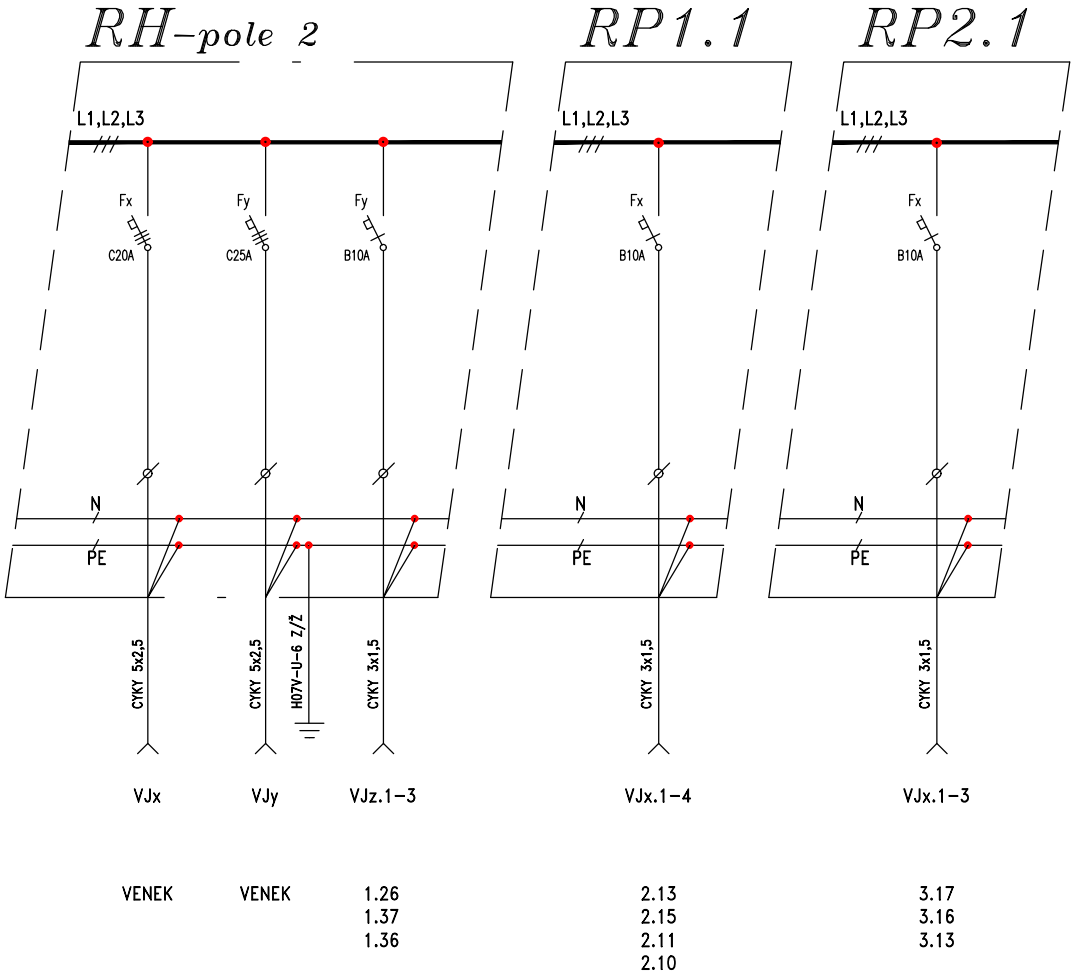 RH-pole 2
RP1.1
RP2.1
L1,L2,L3
L1,L2,L3
L1,L2,L3
Fx
Fy
Fy
Fx
Fx
C20A
C25A
B10A
B10A
B10A
N
N
N
PE
PE
PE
CYKY 5x2,5
CYKY 5x2,5
H07V-U-6 Z/Ž
CYKY 3x1,5
CYKY 3x1,5
CYKY 3x1,5
VJx
VJy
VJz.1-3
VJx.1-4
VJx.1-3
VENEK
VENEK
1.26
1.37
1.36
2.13
2.15
2.11
2.10
3.17
3.16
3.13